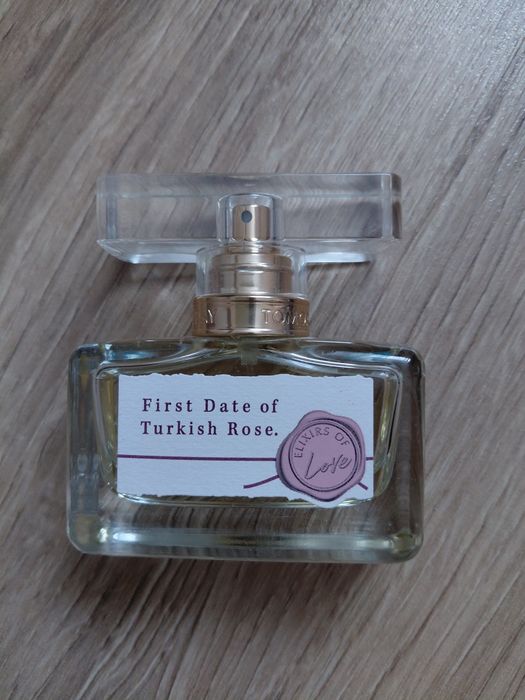 First Date of
Turkish Rose.
ELIXIRS OF
Love